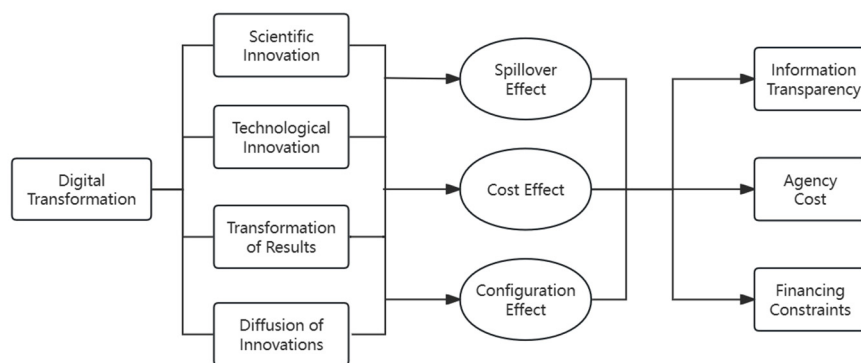 Digital
Transformation
Scientific
Innovation
Technological
Innovation
Transformation
of Results
Diffusion of
Innovations
Spillover
Effect
Cost Effect
Configuration
Effect
Information
Transparency
Agency
Cost
Financing
Constraints